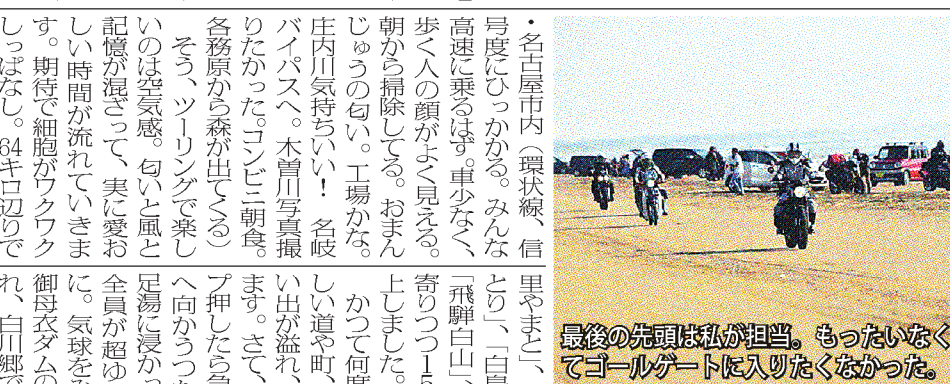 ・名古屋市内（環状線、信
号度にひっかかる。みんな
高速に乗るはず。車少なく、
歩く人の顔がよく見える。
朝から掃除してる。おまん
じゅうの匂い。工場かな。
庄内川気持ちいい！　名岐
バイパスへ。木曽川写真撮
りたかった。コンビニ朝食。
各務原から森が出てくる）
　そう、ツーリングで楽し
いのは空気感。匂いと風と
記憶が混ざって、実に愛お
しい時間が流れていきま
す。期待で細胞がワクワク
しっぱなし。64キロ辺りで
里やまと」、
とり」、「白鳥
「飛騨白山」、
寄りつつ15
上しました。
　かつて何度
しい道や町、
い出が溢れ、
ます。さて、
プ押したら急
へ向かうつ
足湯に浸かっ
全員が超ゆ
に。気球をみ
御母衣ダムの
れ、白川郷で
最後の先頭は私が担当。もったいなく
てゴールゲートに入りたくなかった。